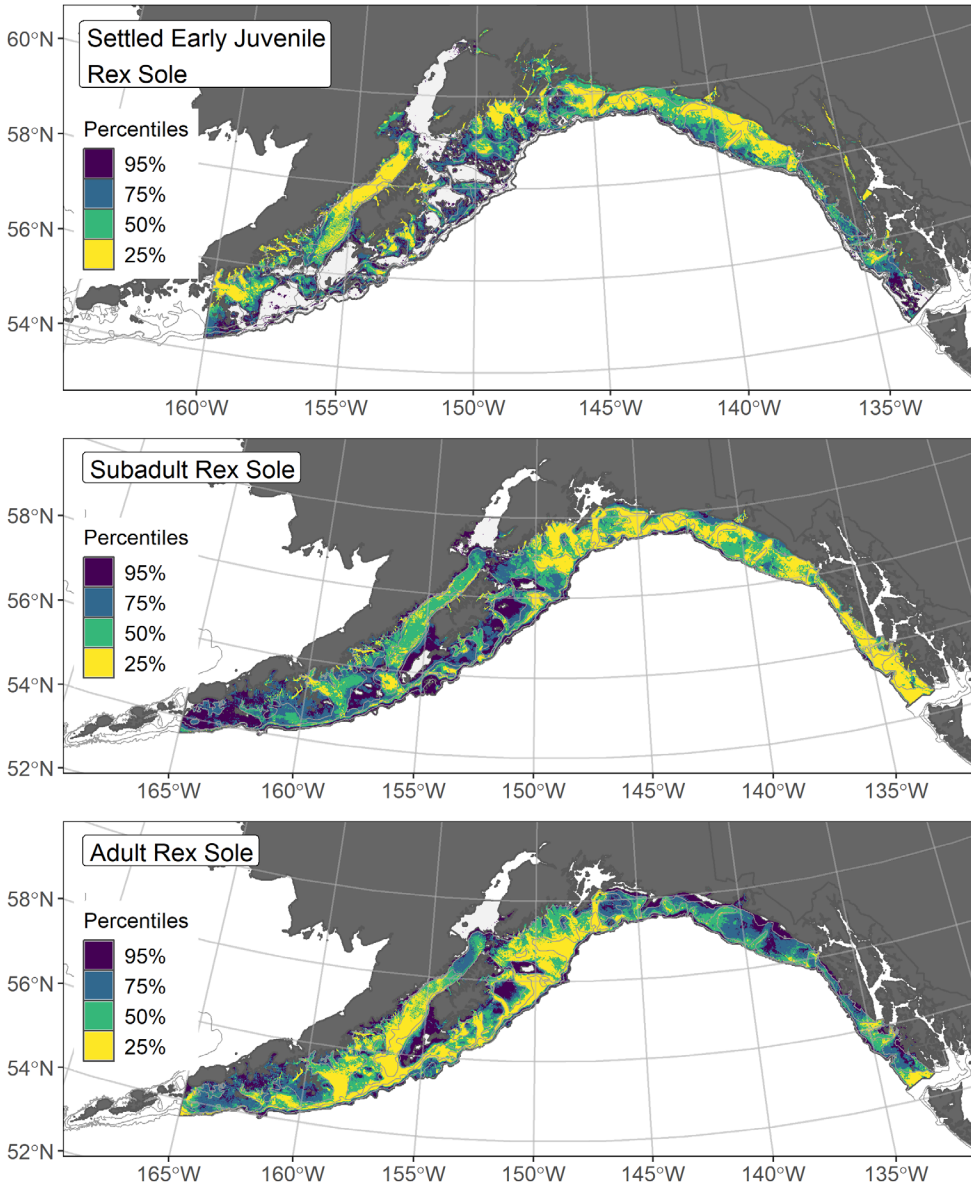 Settled Early Juvenile
Rex Sole
Percentiles
95%
75%
50%
25%
60°N
58°N
56°N
54°N
160°W
155°W
150°W
145°W
140°W
135°W
Subadult Rex Sole
Percentiles
95%
75%
50%
25%
58°N
56°N
54°N
52°N
165°W
160°W
155°W
150°W
145°W
140°W
135°W
Adult Rex Sole
Percentiles
95%
75%
50%
25%
58°N
56°N
54°N
52°N
165°W
160°W
155°W
150°W
145°W
140°W
135°W